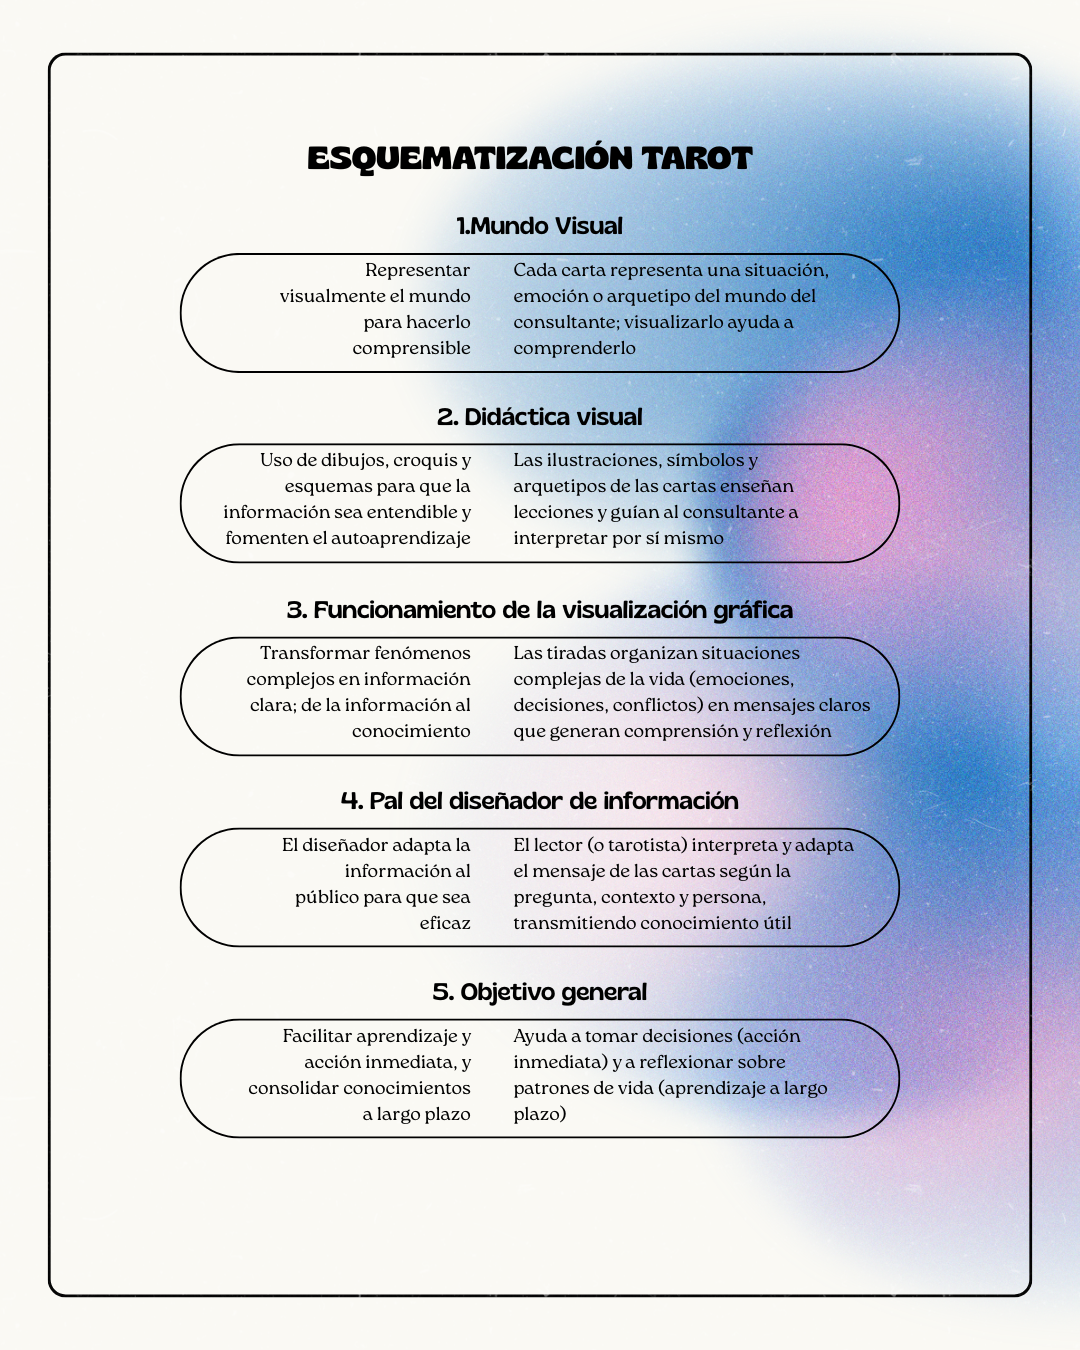 ESQUEMATIZACIÓN TAROT
1.Mundo Visual
Representar
visualmente el mundo
para hacerlo
comprensible
Cada carta representa una situación,
emoción o arquetipo del mundo del
consultante; visualizarlo ayuda a
comprenderlo
2. Didáctica visual
Uso de dibujos, croquis y
esquemas para que la
información sea entendible y
fomenten el autoaprendizaje
Las ilustraciones, símbolos y
arquetipos de las cartas enseñan
lecciones y guían al consultante a
interpretar por sí mismo
3. Funcionamiento de la visualización gráfica
Transformar fenómenos
complejos en información
clara; de la información al
conocimiento
Las tiradas organizan situaciones
complejas de la vida (emociones,
decisiones, conflictos) en mensajes claros
que generan comprensión y reflexión
4. Pal del diseñador de información
El diseñador adapta la
información al
público para que sea
eficaz
El lector (o tarotista) interpreta y adapta
el mensaje de las cartas según la
pregunta, contexto y persona,
transmitiendo conocimiento útil
5. Objetivo general
Facilitar aprendizaje y
acción inmediata, y
consolidar conocimientos
a largo plazo
Ayuda a tomar decisiones (acción
inmediata) y a reflexionar sobre
patrones de vida (aprendizaje a largo
plazo)